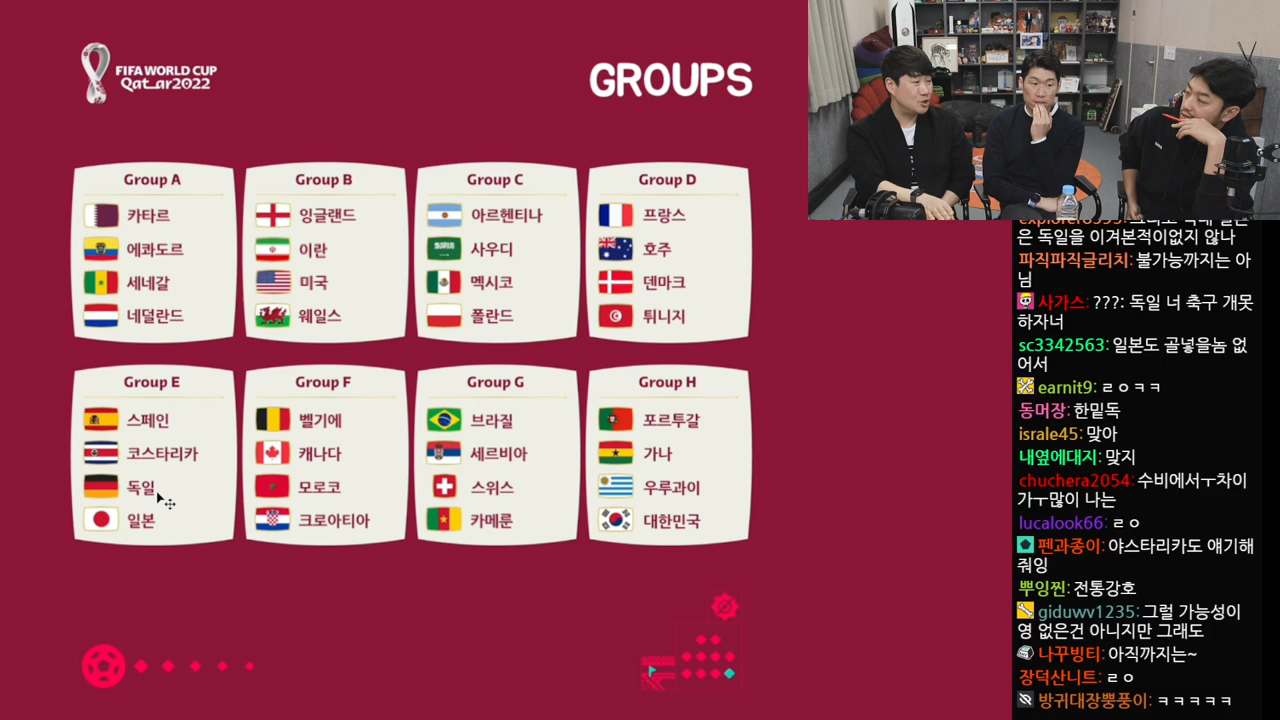 FIFA WORLD CUP
Qatar2022
GROUPS
Group A
카타르
에콰도르
세네갈
네덜란드
Group B
잉글랜드
이란
미국
웨일스
Group C
아르헨티나
사우디
멕시코
폴란드
Group D
프랑스
호주
덴마크
튀니지
Group E
스페인
코스타리카
독일
일본
Group F
벨기에
캐나다
모로코
크로아티아
Group G
브라질
세르비아
스위스
카메룬
Group H
포르투갈
가나
우루과이
대한민국
은 독일을 이겨본적이없지 않나
파직파직글리치: 불가능까지는 아
님
사가스: ???: 독일 너 축구 개못
하자너
sc3342563: 일본도 골넣을놈 없
어서
earnit9: ㄹㅇㅋㅋ
동머장: 한밑독
israle45: 맞아
내옆에대지: 맞지
chuchera2054: 수비에서ㅜ차이
가ㅜ많이 나는
lucalook66: ㄹㅇ
펜과종이: 야스타리카도 얘기해
줘잉
뿌잉찐: 전통강호
giduwv1235: 그럴 가능성이
영 없은건 아니지만 그래도
나꾸빙티: 아직까지는~
장덕산니트: ㄹㅇ
방귀대장뿡풍이: ㅋㅋㅋㅋㅋ